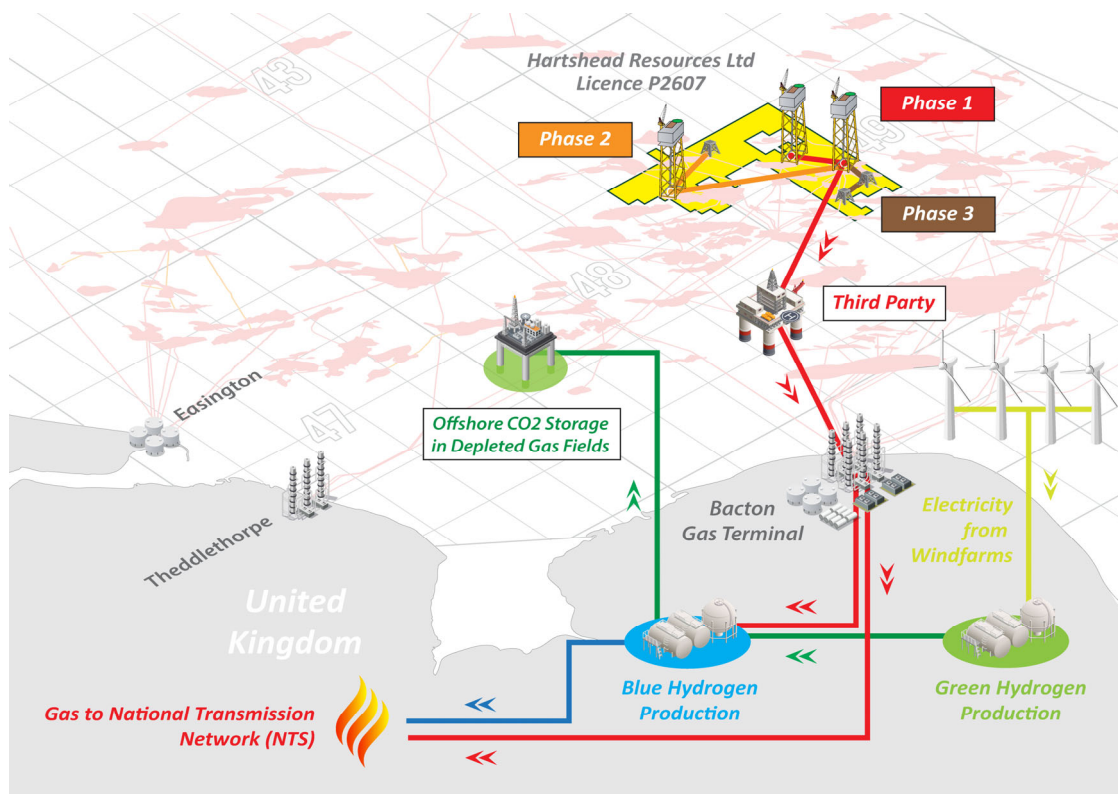 43
Hartshead Resources Ltd
Licence P2607
Phase 1
Phase 2
49
Phase 3
48
Third Party
Easington
47
Offshore CO2 Storage
in Depleted Gas Fields
H
Theddlethorpe
Bacton
Gas Terminal
Electricity
from
Windfarms
United
Kingdom
Blue Hydrogen
Production
Green Hydrogen
Production
Gas to National Transmission
Network (NTS)